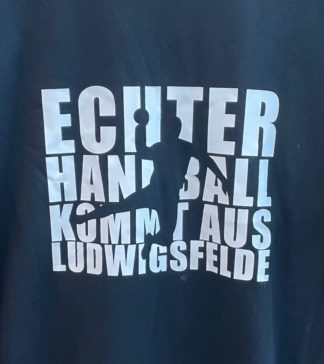 ECHTER
HANDBALL
KOMMT AUS
LUDWIGSFELDE